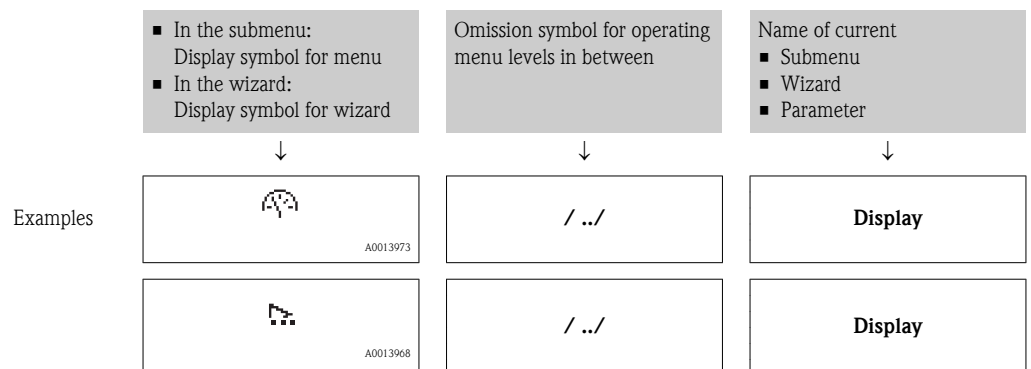 ■ In the submenu:
Display symbol for menu
■ In the wizard:
Display symbol for wizard
Omission symbol for operating
menu levels in between
Name of current
■ Submenu
■ Wizard
■ Parameter
↓ ↓ ↓
Examples
A0013973
/ ../
Display
A0013968
/ ../
Display